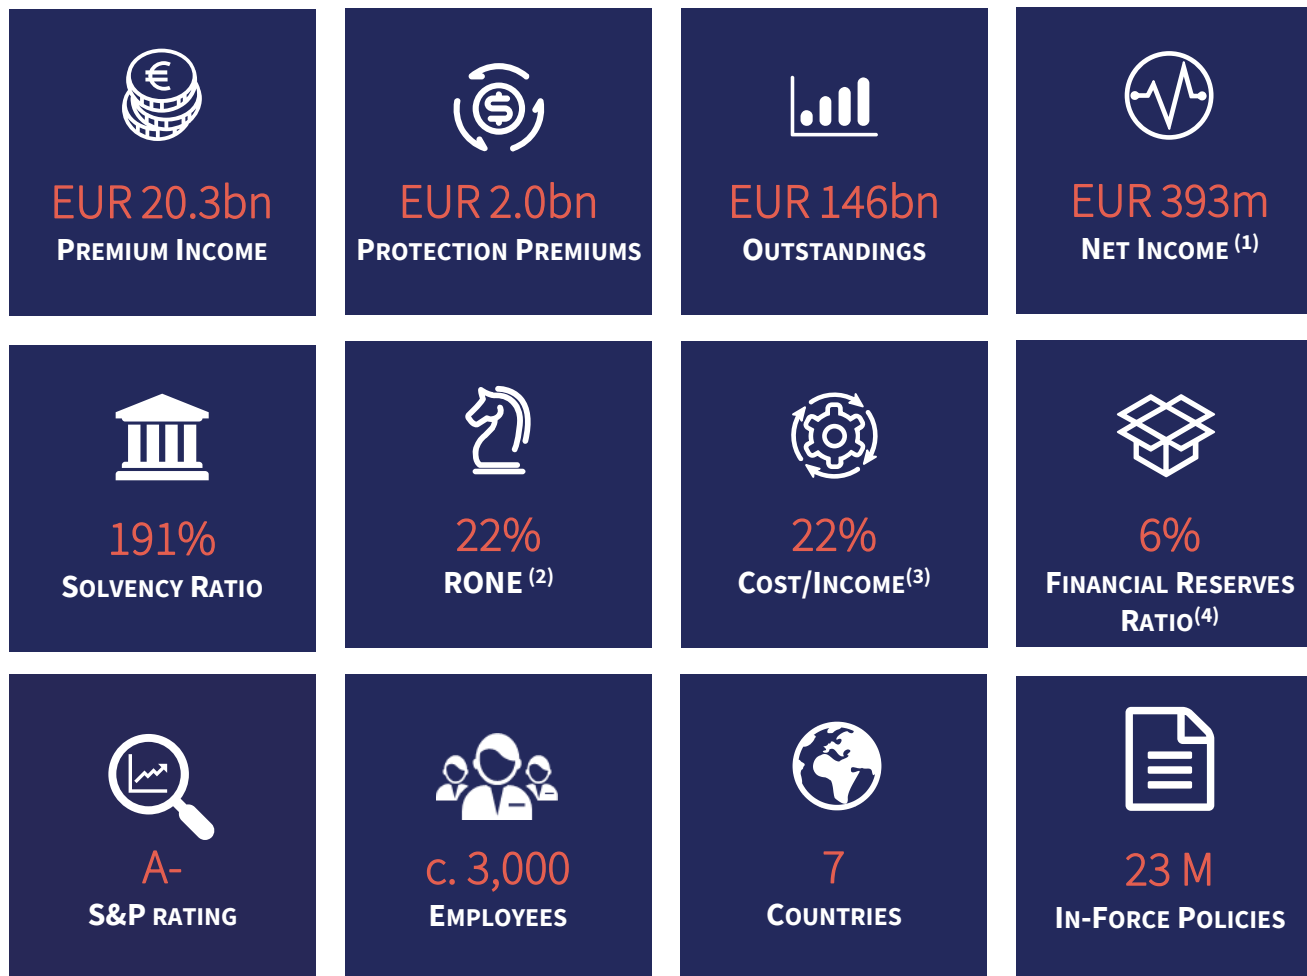 EUR 20.3bn
PREMIUM INCOME
EUR 2.0bn
PROTECTION PREMIUMS
EUR 146bn
OUTSTANDINGS
EUR 393m
NET INCOME (1)
191%
SOLVENCY RATIO
22%
RONE (2)
22%
COST/INCOME(3)
6%
FINANCIAL RESERVES
RATIO(4)
A-
S&P RATING
c. 3,000
EMPLOYEES
7
COUNTRIES
23 M
IN-FORCE POLICIES